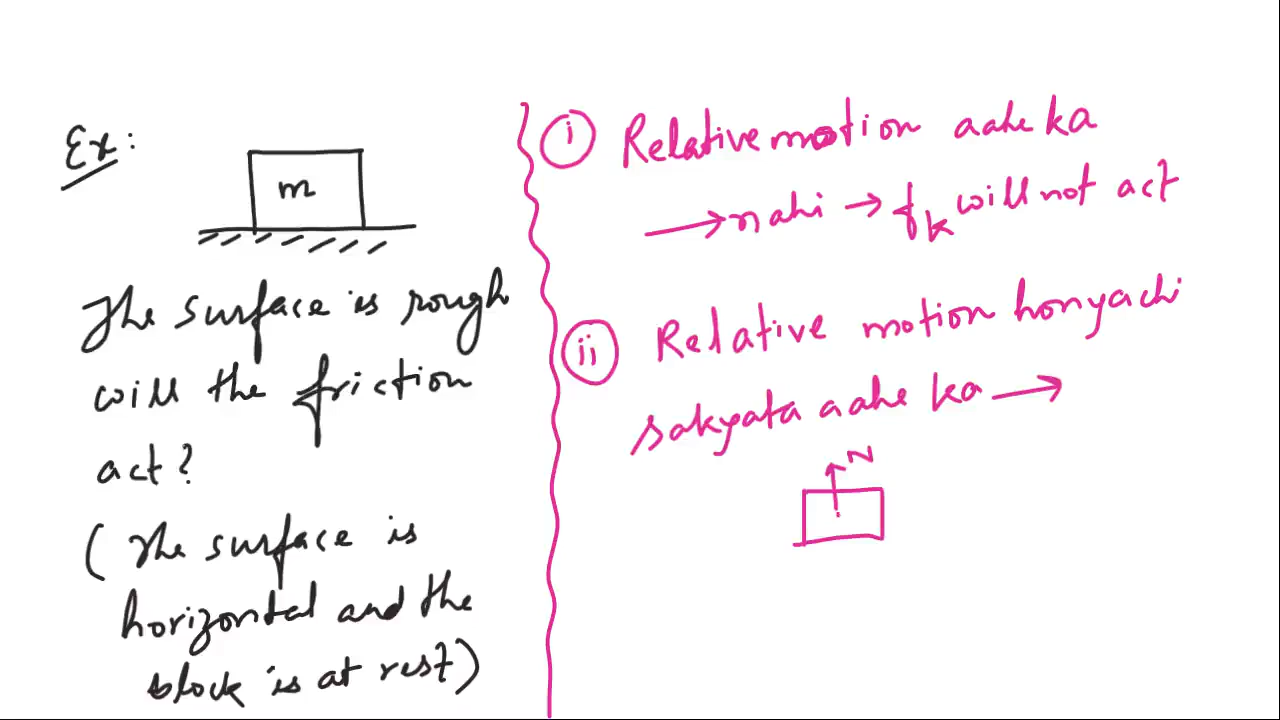 Ex:
m
The surface is rough
will the friction
act?
(The surface is
horizontal and the
block is at rest)
i Relative motion aahe ka
→ nahi → fk will not act
ii Relative motion honyachi
sakyata aahe ka →
N